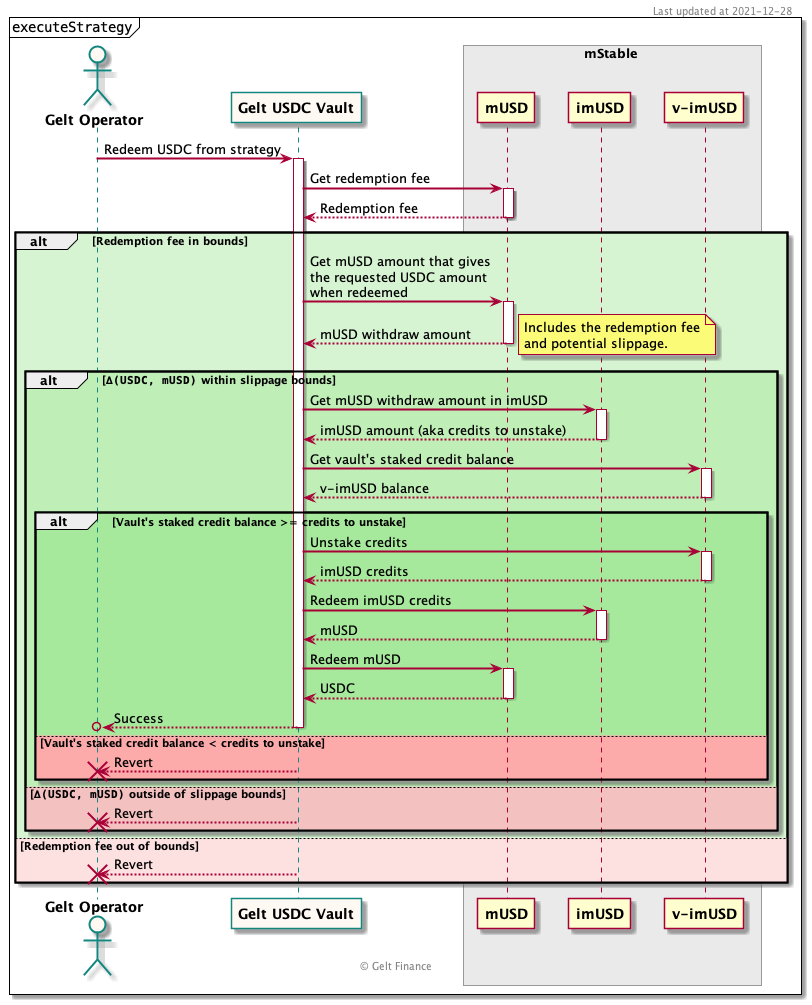 Last updated at 2021-12-28
executeStrategy
mStable
Gelt Operator
Gelt USDC Vault
mUSD
imUSD
v-imUSD
Redeem USDC from strategy
Get redemption fee
Redemption fee
alt
[Redemption fee in bounds]
Get mUSD amount that gives
the requested USDC amount
when redeemed
Includes the redemption fee
and potential slippage.
mUSD withdraw amount
alt
[Δ(USDC, mUSD) within slippage bounds]
Get mUSD withdraw amount in imUSD
imUSD amount (aka credits to unstake)
Get vault's staked credit balance
v-imUSD balance
alt
[Vault's staked credit balance >= credits to unstake]
Unstake credits
imUSD credits
Redeem imUSD credits
mUSD
Redeem mUSD
USDC
Success
[Vault's staked credit balance < credits to unstake]
Revert
[Δ(USDC, mUSD) outside of slippage bounds]
Revert
[Redemption fee out of bounds]
Revert
Gelt Operator
Gelt USDC Vault
mUSD
imUSD
v-imUSD
© Gelt Finance